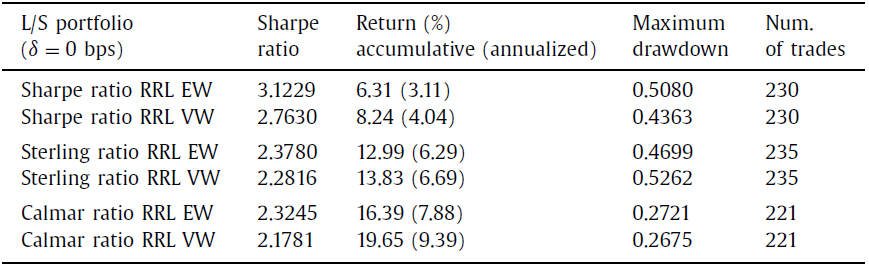 L/S portfolio Sharpe Return (%) Maximum Num.
(δ = 0 bps) ratio accumulative (annualized) drawdown of trades
Sharpe ratio RRL EW 3.1229 6.31 (3.11) 0.5080 230
Sharpe ratio RRL VW 2.7630 8.24 (4.04) 0.4363 230
Sterling ratio RRL EW 2.3780 12.99 (6.29) 0.4699 235
Sterling ratio RRL VW 2.2816 13.83 (6.69) 0.5262 235
Calmar ratio RRL EW 2.3245 16.39 (7.88) 0.2721 221
Calmar ratio RRL VW 2.1781 19.65 (9.39) 0.2675 221